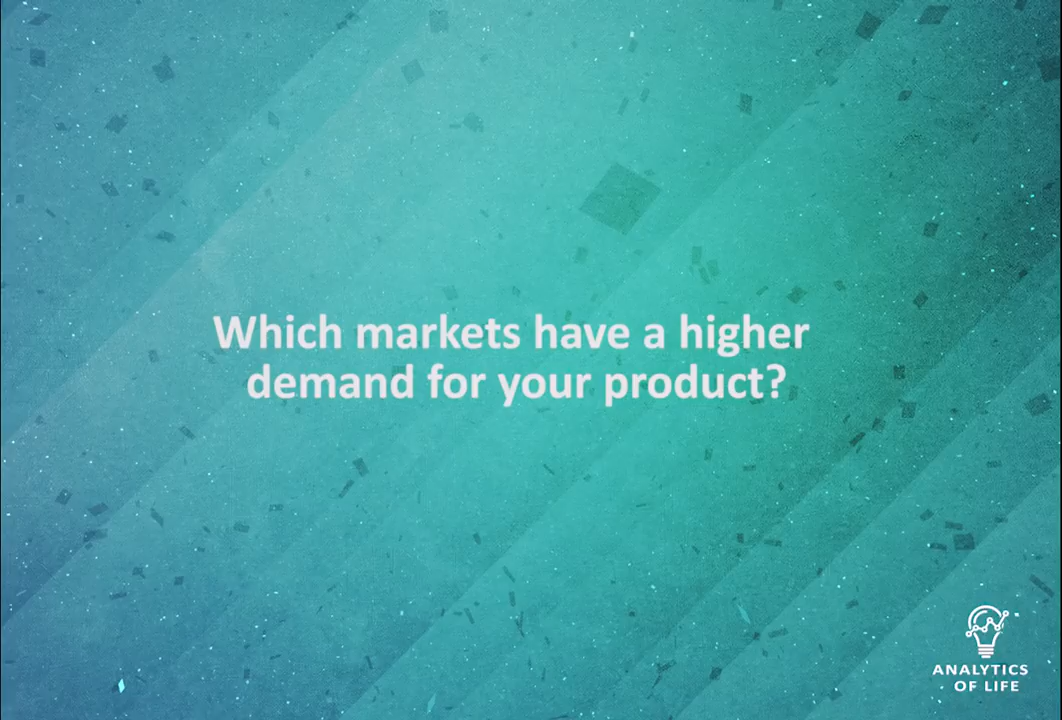 Which markets have a higher
demand for your product?
ANALYTICS
OF LIFE